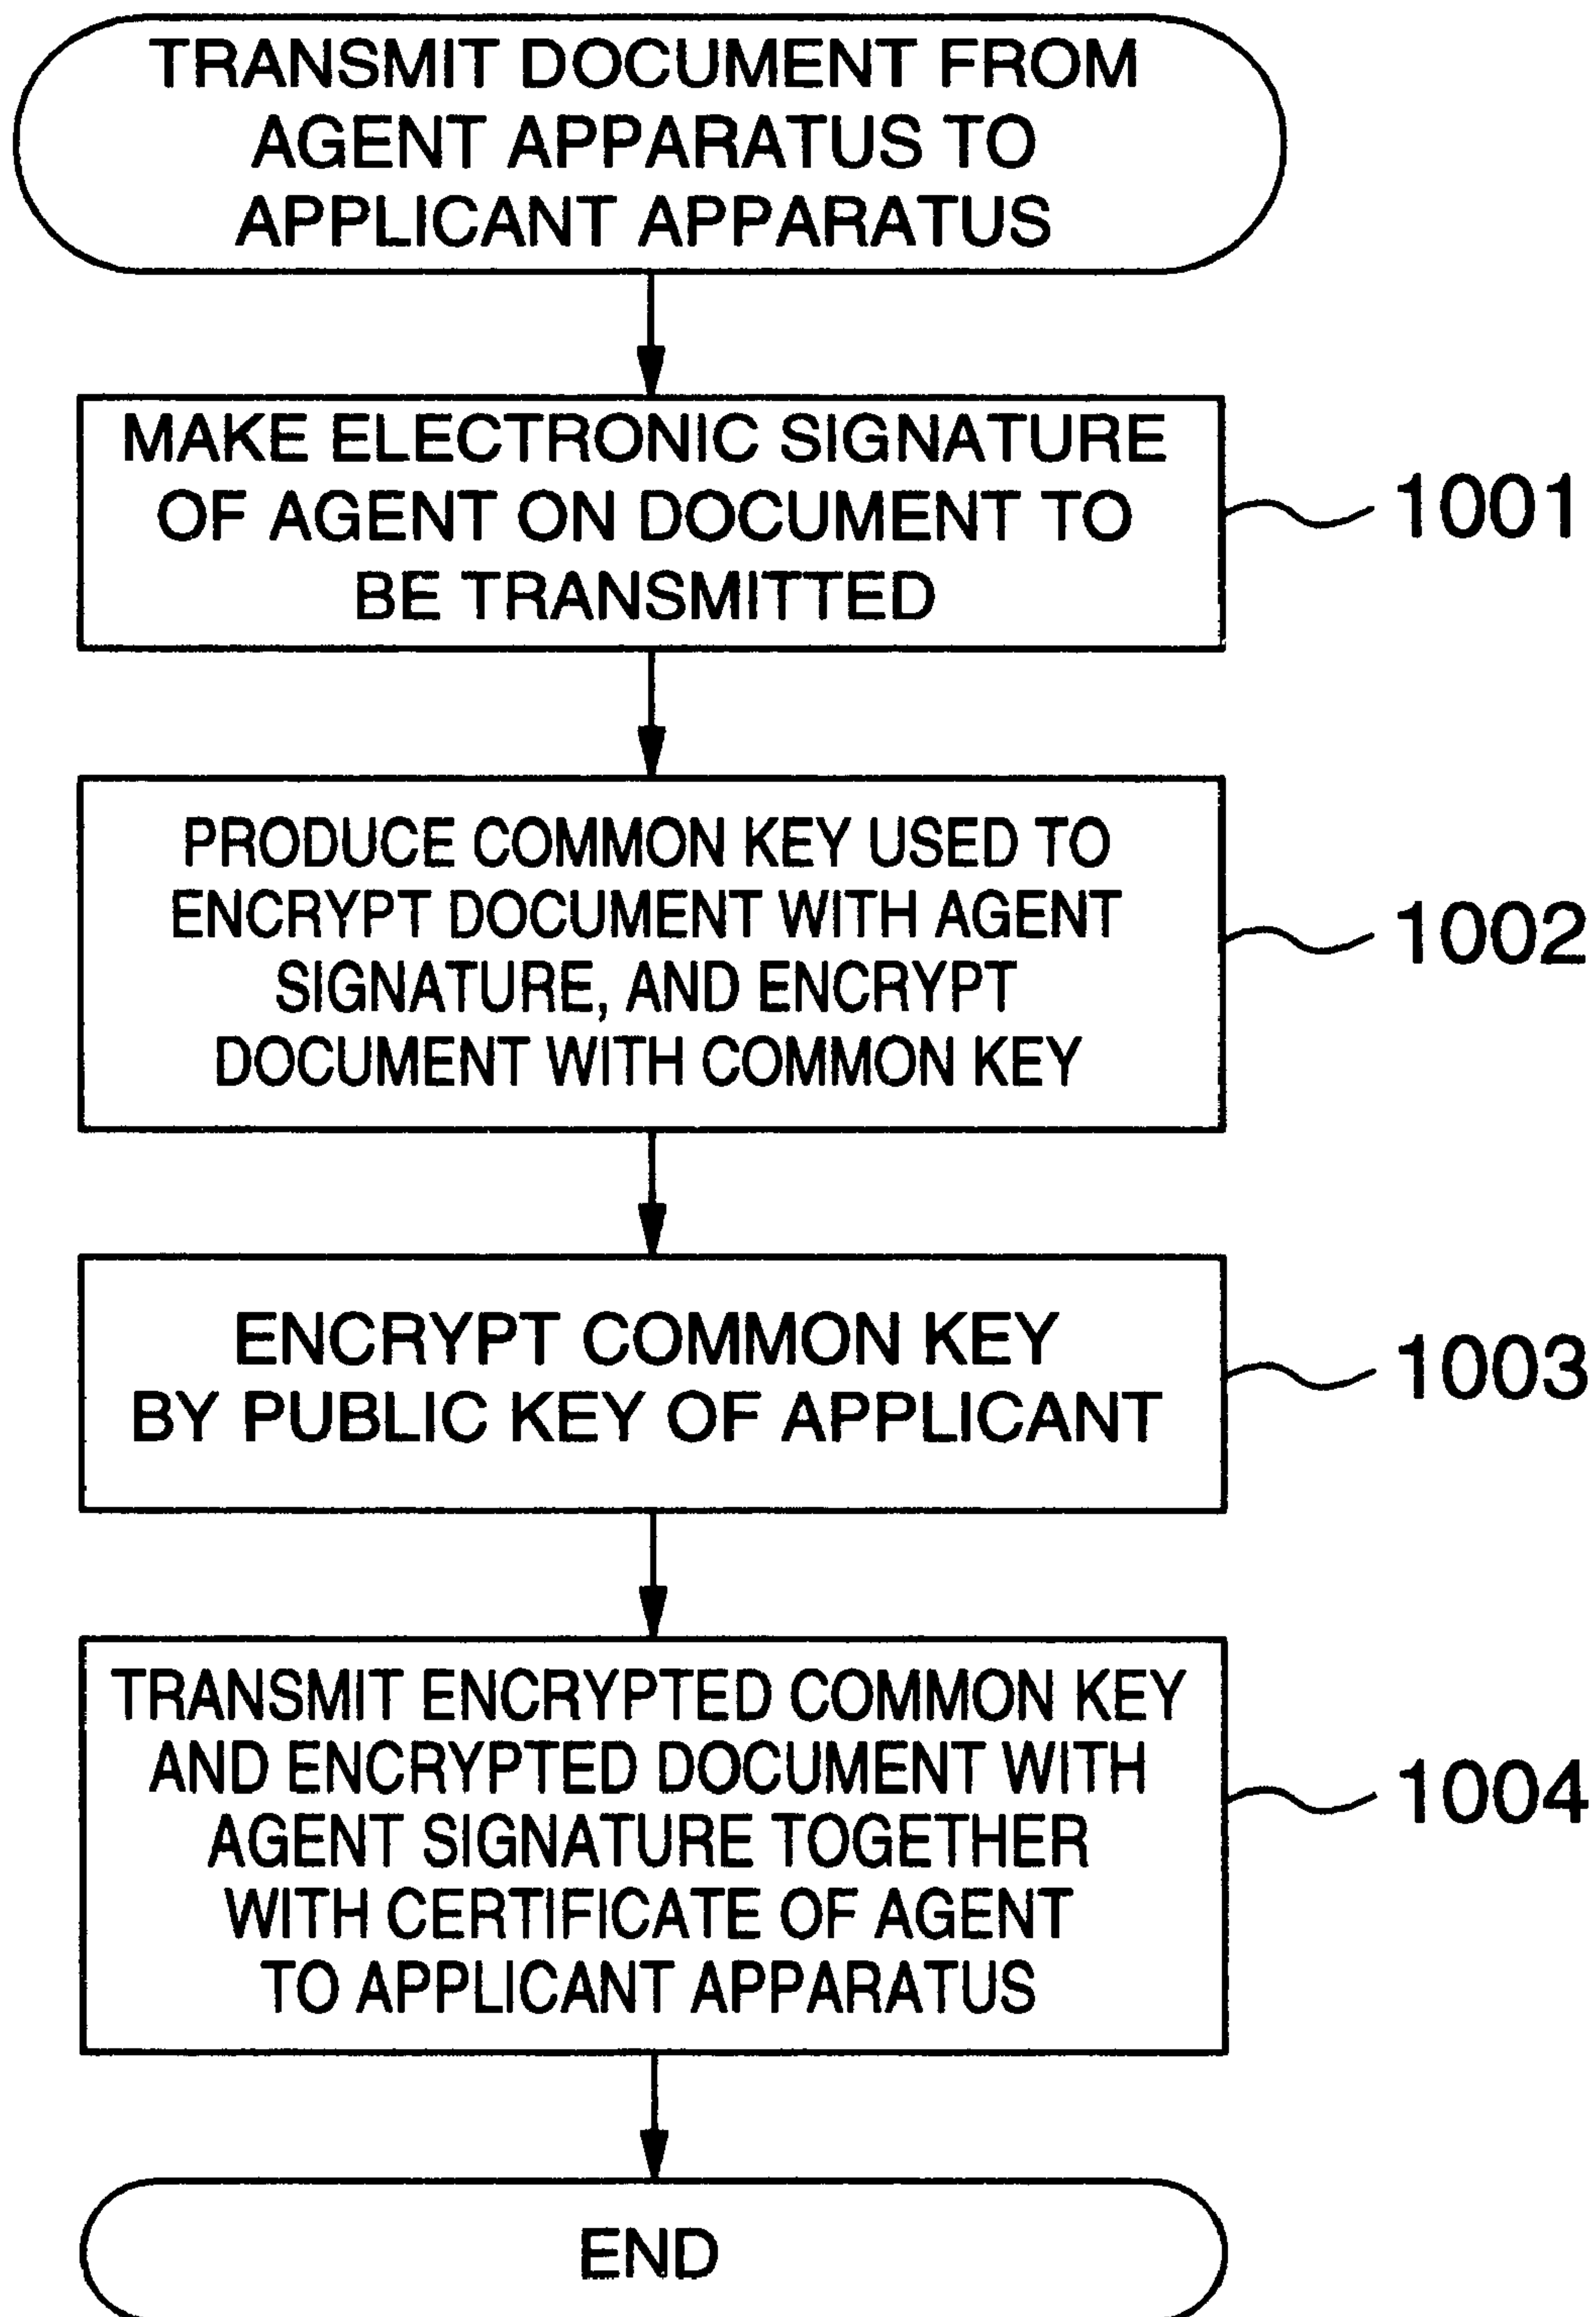 TRANSMIT DOCUMENT FROM
AGENT APPARATUS TO
APPLICANT APPARATUS
MAKE ELECTRONIC SIGNATURE
OF AGENT ON DOCUMENT TO
BE TRANSMITTED
1001
PRODUCE COMMON KEY USED TO
ENCRYPT DOCUMENT WITH AGENT
SIGNATURE, AND ENCRYPT
DOCUMENT WITH COMMON KEY
1002
ENCRYPT COMMON KEY
BY PUBLIC KEY OF APPLICANT
1003
TRANSMIT ENCRYPTED COMMON KEY
AND ENCRYPTED DOCUMENT WITH
AGENT SIGNATURE TOGETHER
WITH CERTIFICATE OF AGENT
TO APPLICANT APPARATUS
1004
END